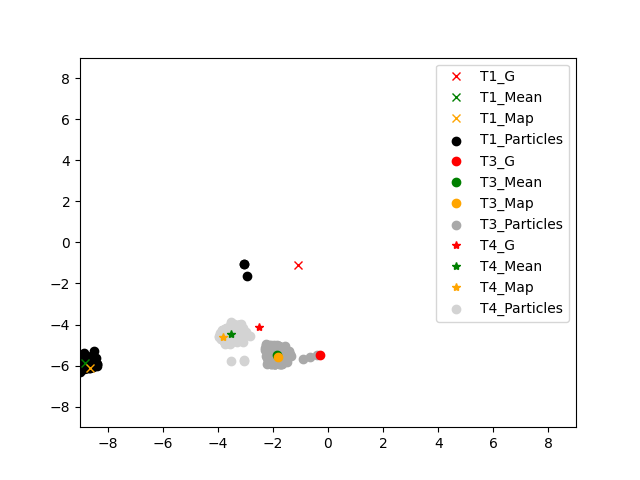 T1_G
T1_Mean
T1_Map
T1_Particles
T3_G
T3_Mean
T3_Map
T3_Particles
T4_G
T4_Mean
T4_Map
T4_Particles
8
6
4
2
0
−2
−4
−6
−8
−8 −6 −4 −2 0 2 4 6 8